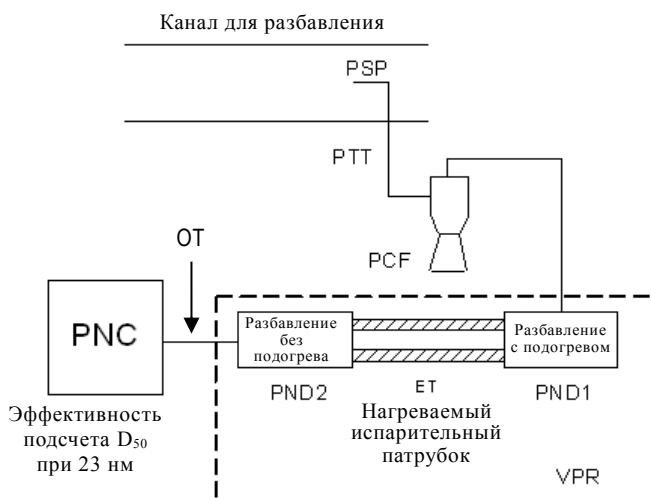 Канал для разбавления
PSP
PTT
PCF
OT
PNC
Разбавление
без
подогрева
Разбавление
с подогревом
PND2
ET
PND1
Нагреваемый
испарительный
патрубок
Эффективность
подсчета D₅₀
при 23 нм
VPR